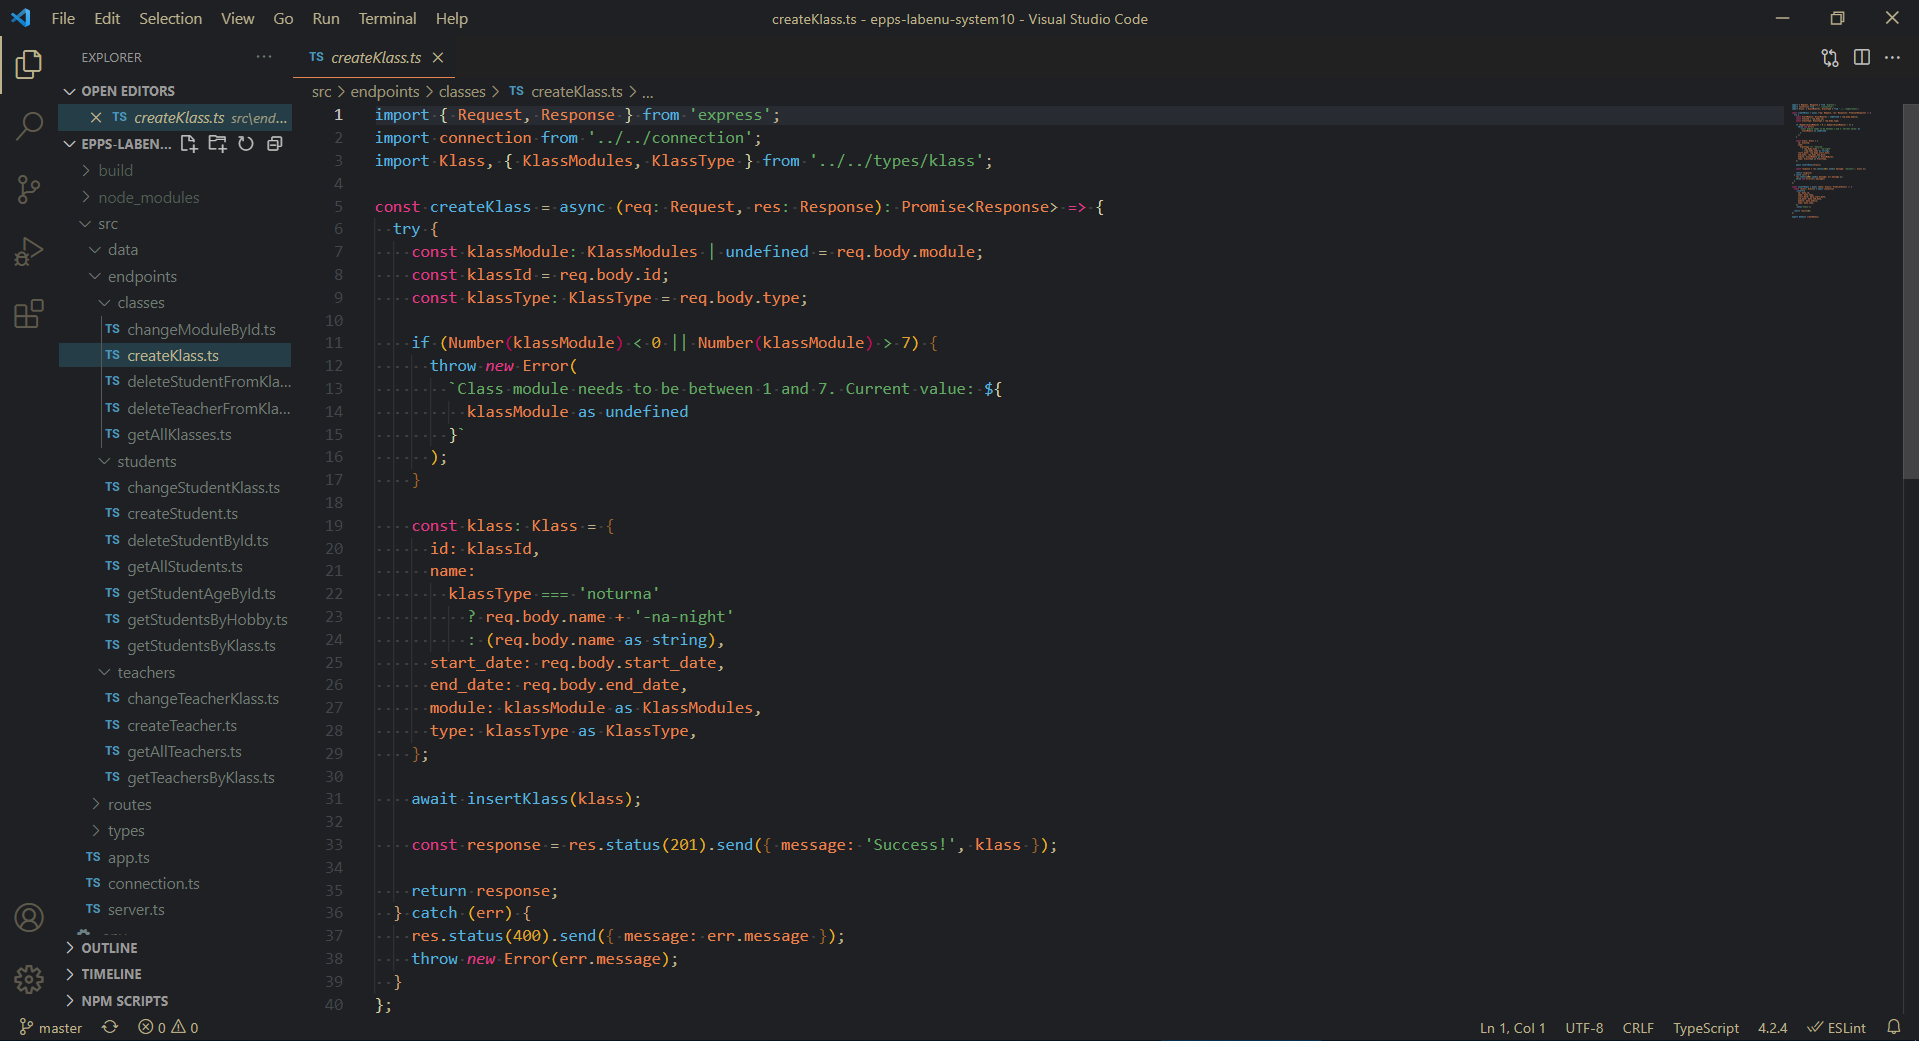 File Edit Selection View Go Run Terminal Help
createKlass.ts - epps-labenu-system10 - Visual Studio Code
EXPLORER
OPEN EDITORS
TS createKlass.ts src\end...
EPPS-LABEN...
build
node_modules
src
data
endpoints
classes
TS changeModuleById.ts
TS createKlass.ts
TS deleteStudentFromKla...
TS deleteTeacherFromKla...
TS getAllKlasses.ts
students
TS changeStudentKlass.ts
TS createStudent.ts
TS deleteStudentById.ts
TS getAllStudents.ts
TS getStudentAgeById.ts
TS getStudentsByHobby.ts
TS getStudentsByKlass.ts
teachers
TS changeTeacherKlass.ts
TS createTeacher.ts
TS getAllTeachers.ts
TS getTeachersByKlass.ts
routes
types
TS app.ts
TS connection.ts
TS server.ts
OUTLINE
TIMELINE
NPM SCRIPTS
TS createKlass.ts
src > endpoints > classes > TS createKlass.ts > ...
1 import { Request, Response } from 'express';
2 import connection from '../../connection';
3 import Klass, { KlassModules, KlassType } from '../../types/klass';
4
5 const createKlass = async (req: Request, res: Response): Promise<Response> => {
6 try {
7 const klassModule: KlassModules | undefined = req.body.module;
8 const klassId = req.body.id;
9 const klassType: KlassType = req.body.type;
10
11 if (Number(klassModule) < 0 || Number(klassModule) > 7) {
12 throw new Error(
13 `Class module needs to be between 1 and 7. Current value: ${
14 klassModule as undefined
15 }`
16 );
17 }
18
19 const klass: Klass = {
20 id: klassId,
21 name:
22 klassType === 'noturna'
23 ? req.body.name + '-na-night'
24 : (req.body.name as string),
25 start_date: req.body.start_date,
26 end_date: req.body.end_date,
27 module: klassModule as KlassModules,
28 type: klassType as KlassType,
29 };
30
31 await insertKlass(klass);
32
33 const response = res.status(201).send({ message: 'Success!', klass });
34
35 return response;
36 } catch (err) {
37 res.status(400).send({ message: err.message });
38 throw new Error(err.message);
39 }
40 };
master 0 0 Ln 1, Col 1 UTF-8 CRLF TypeScript 4.2.4 ESLint